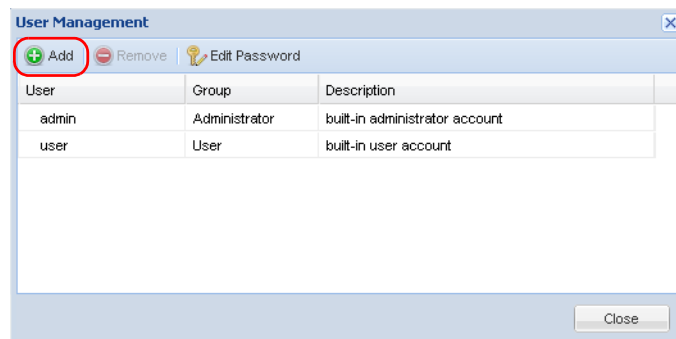 User Management
Add Remove Edit Password
User Group Description
admin Administrator built-in administrator account
user User built-in user account
Close